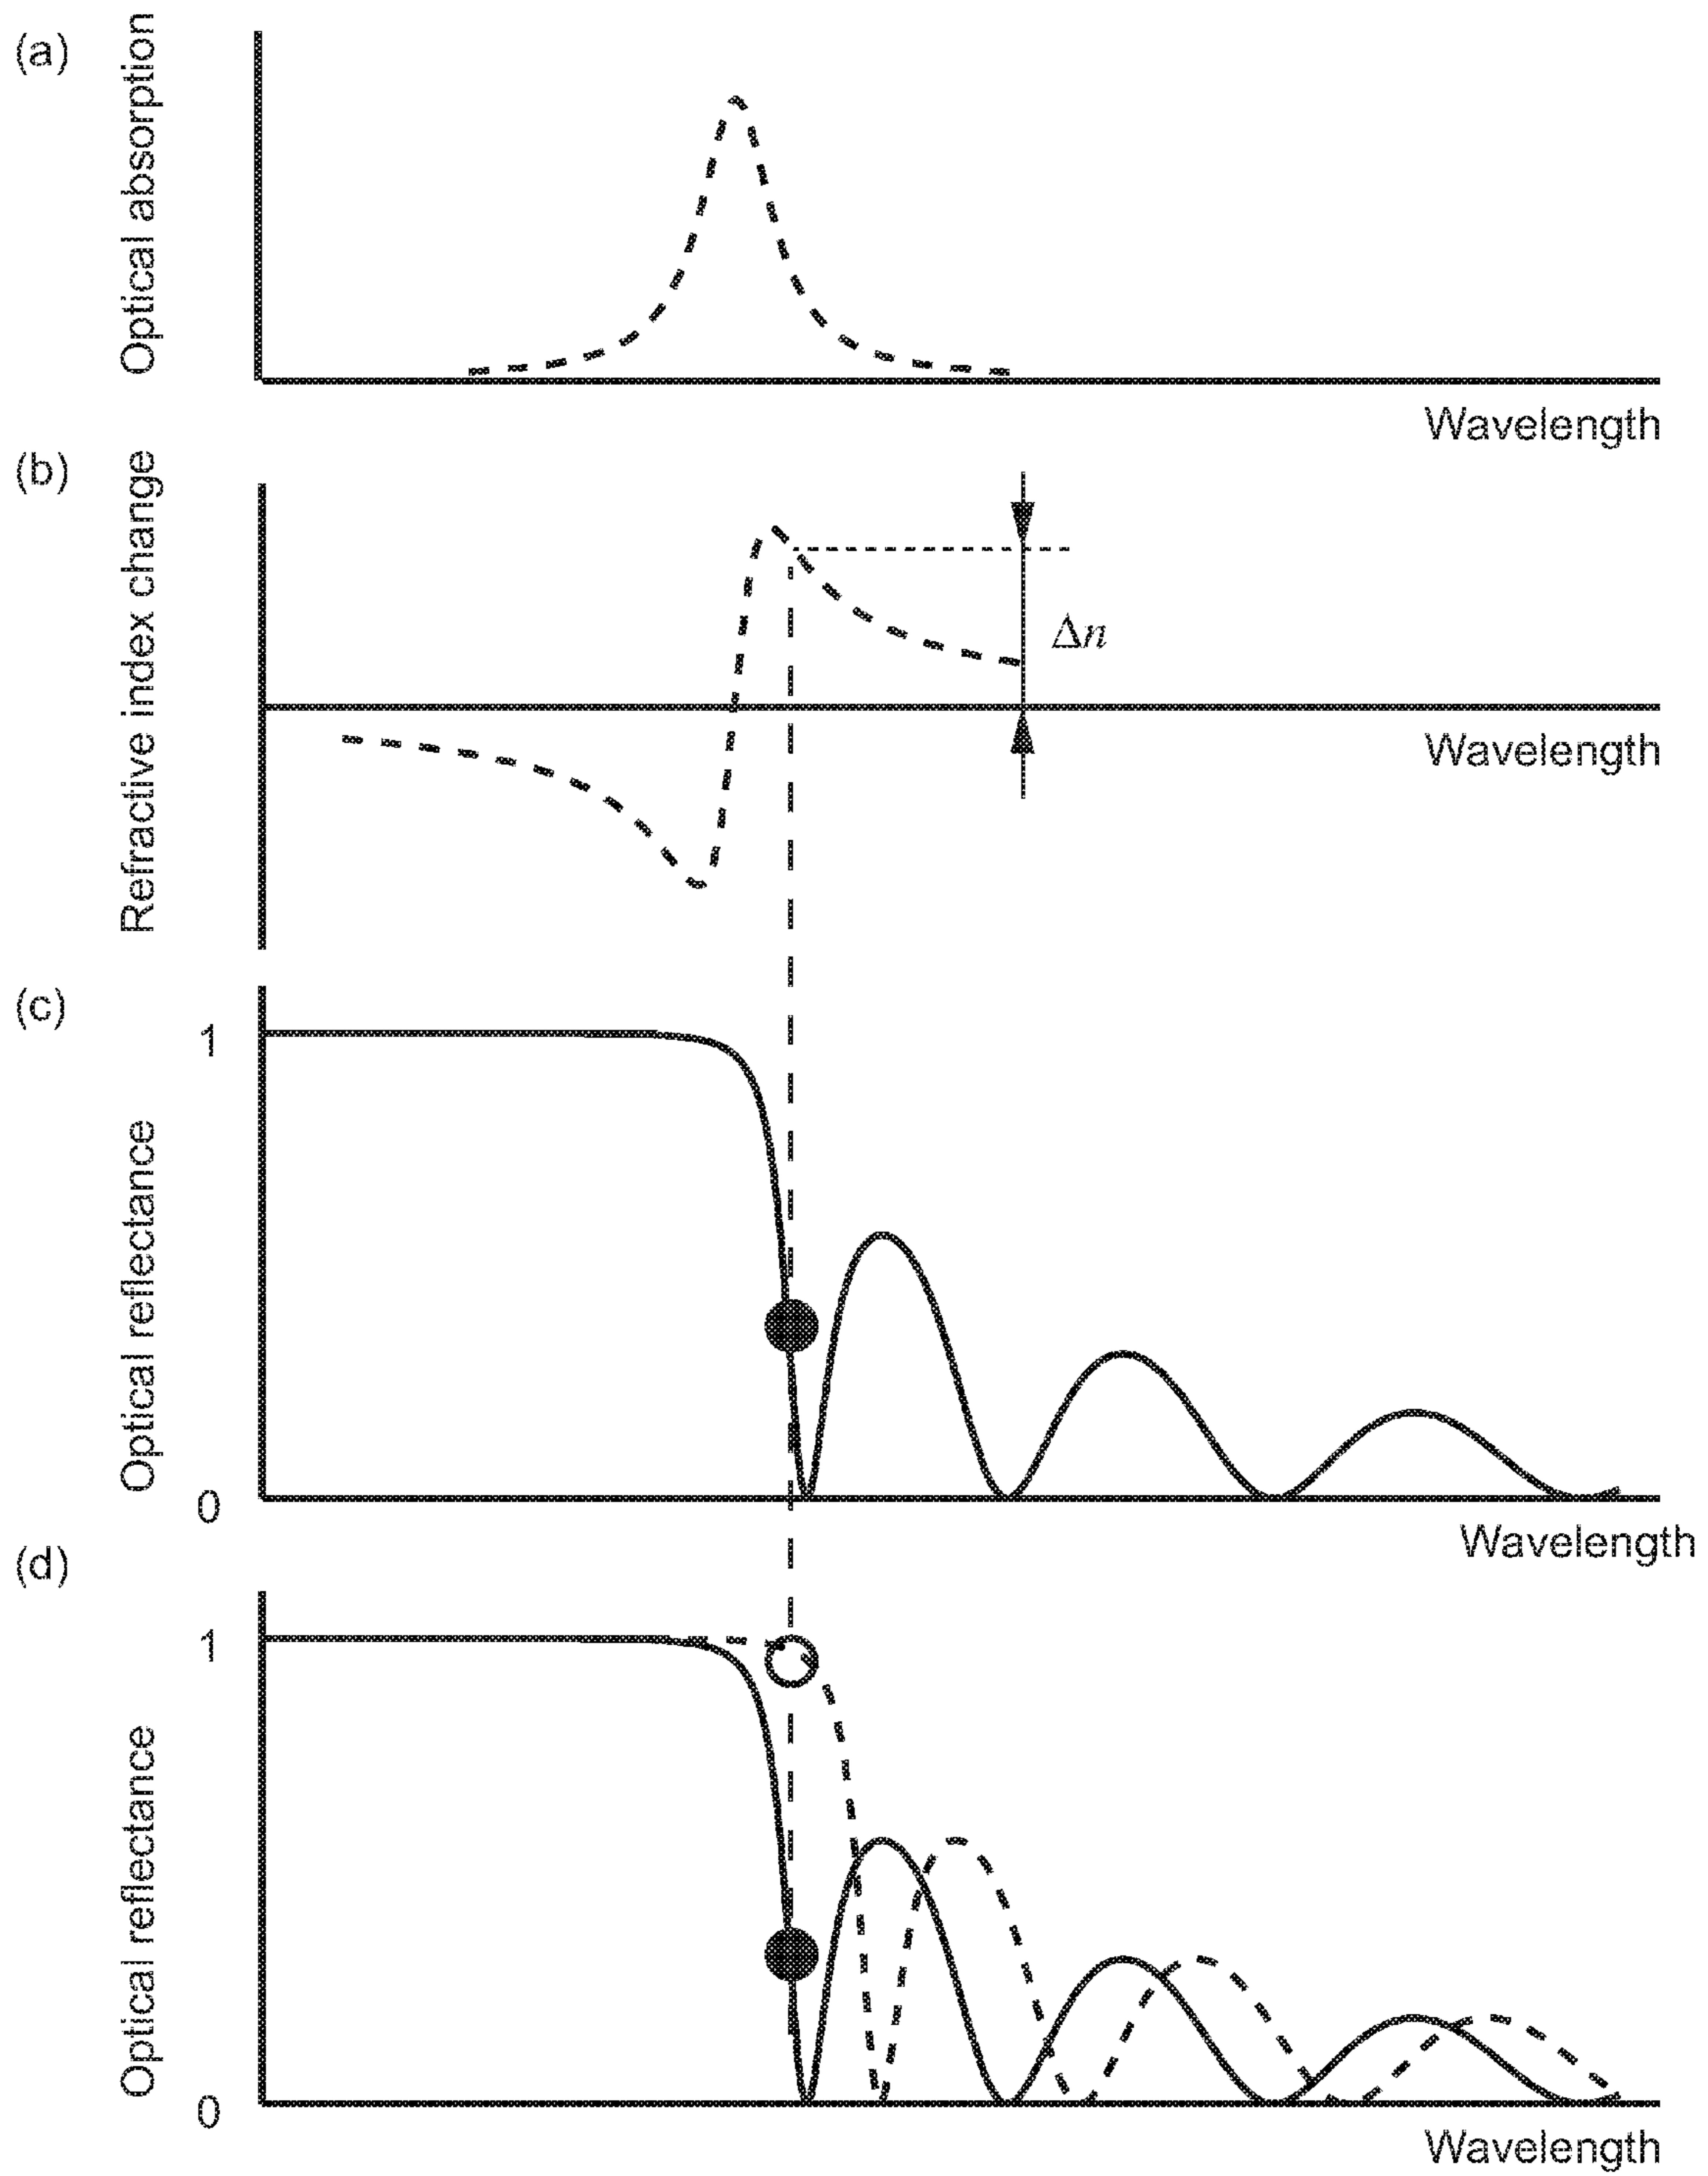 (a)
Optical absorption
Wavelength
(b)
Refractive index change
Δn
Wavelength
(c)
1
Optical reflectance
0
Wavelength
(d)
1
Optical reflectance
0
Wavelength